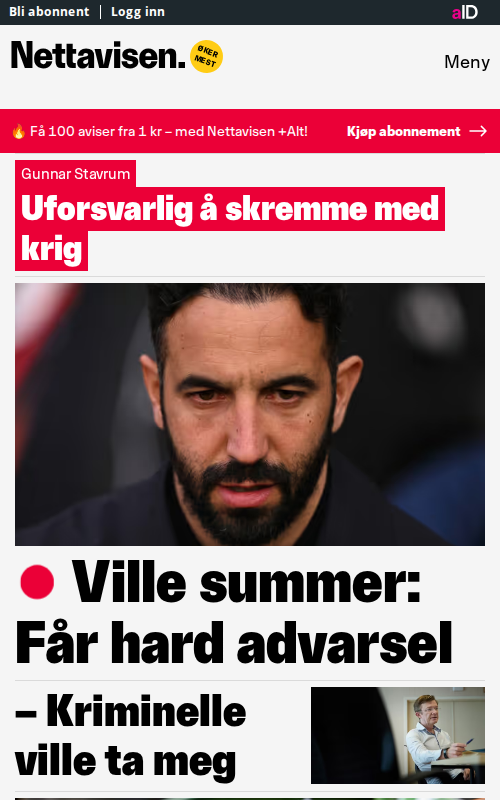 Bli abonnent | Logg inn
aID
Nettavisen.
ØKER
MEST
Meny
🔥 Få 100 aviser fra 1 kr – med Nettavisen +Alt!
Kjøp abonnement →
Gunnar Stavrum
Uforsvarlig å skremme med
krig
Ville summer:
Får hard advarsel
– Kriminelle
ville ta meg